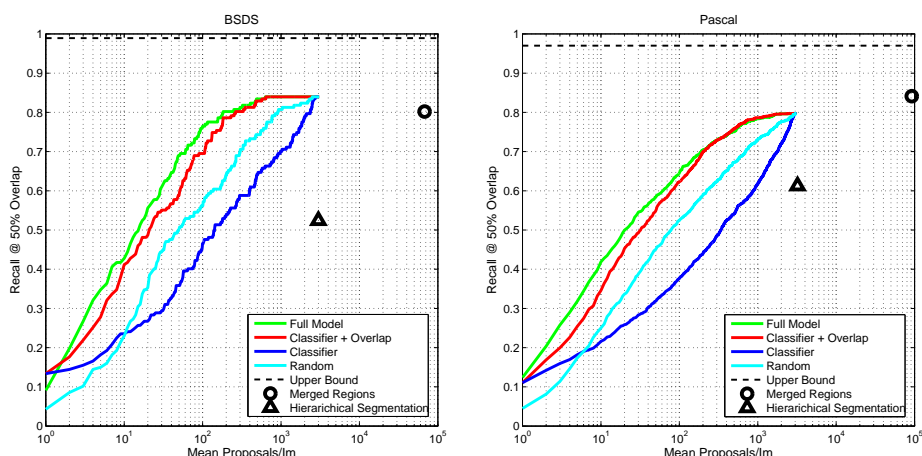 BSDS
1
0.9
0.8
0.7
0.6
0.5
0.4
0.3
0.2
0.1
0
Recall @ 50% Overlap
Full Model
Classifier + Overlap
Classifier
Random
Upper Bound
Merged Regions
Hierarichical Segmentation
10^0
10^1
10^2
10^3
10^4
10^5
Mean Proposals/Im
Pascal
1
0.9
0.8
0.7
0.6
0.5
0.4
0.3
0.2
0.1
0
Recall @ 50% Overlap
Full Model
Classifier + Overlap
Classifier
Random
Upper Bound
Merged Regions
Hierarichical Segmentation
10^0
10^1
10^2
10^3
10^4
10^5
Mean Proposals/Im